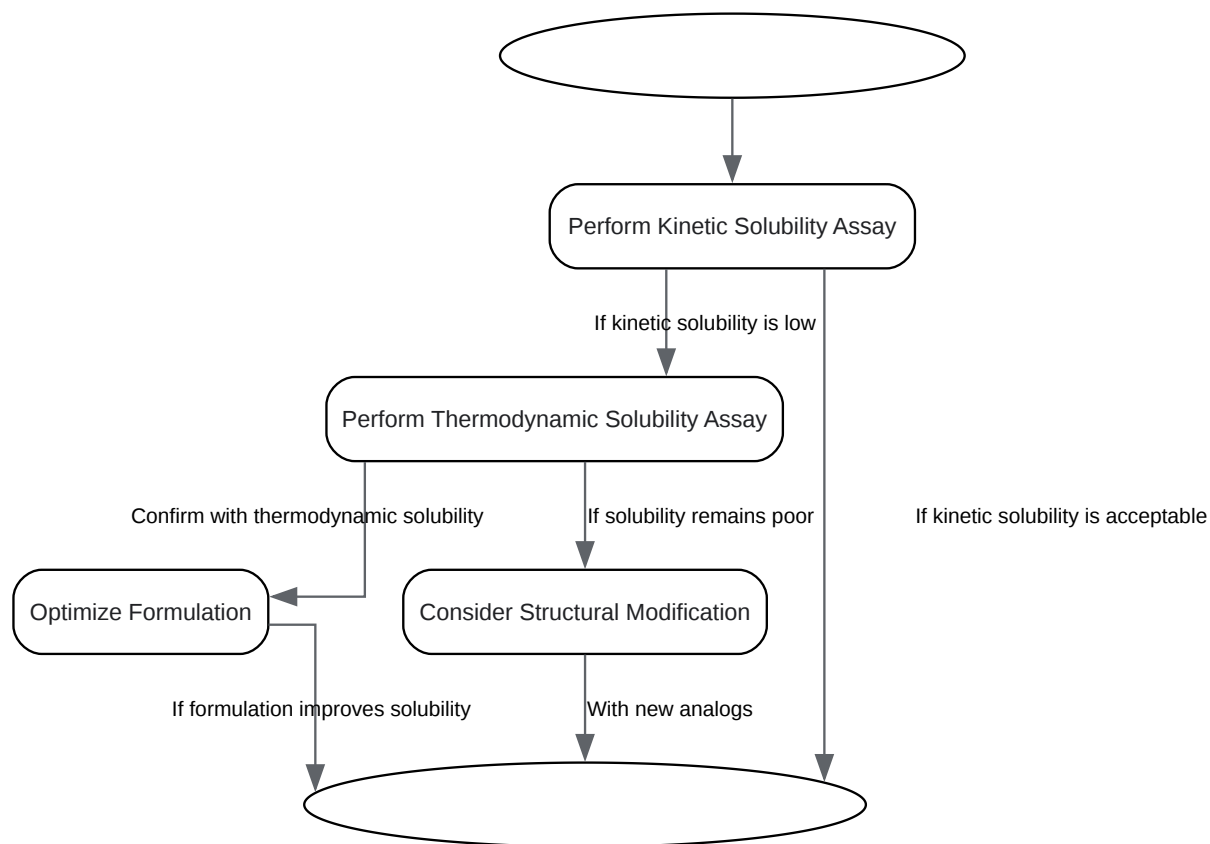 Perform Kinetic Solubility Assay
If kinetic solubility is low
Perform Thermodynamic Solubility Assay
Confirm with thermodynamic solubility
If solubility remains poor
If kinetic solubility is acceptable
Optimize Formulation
Consider Structural Modification
If formulation improves solubility
With new analogs